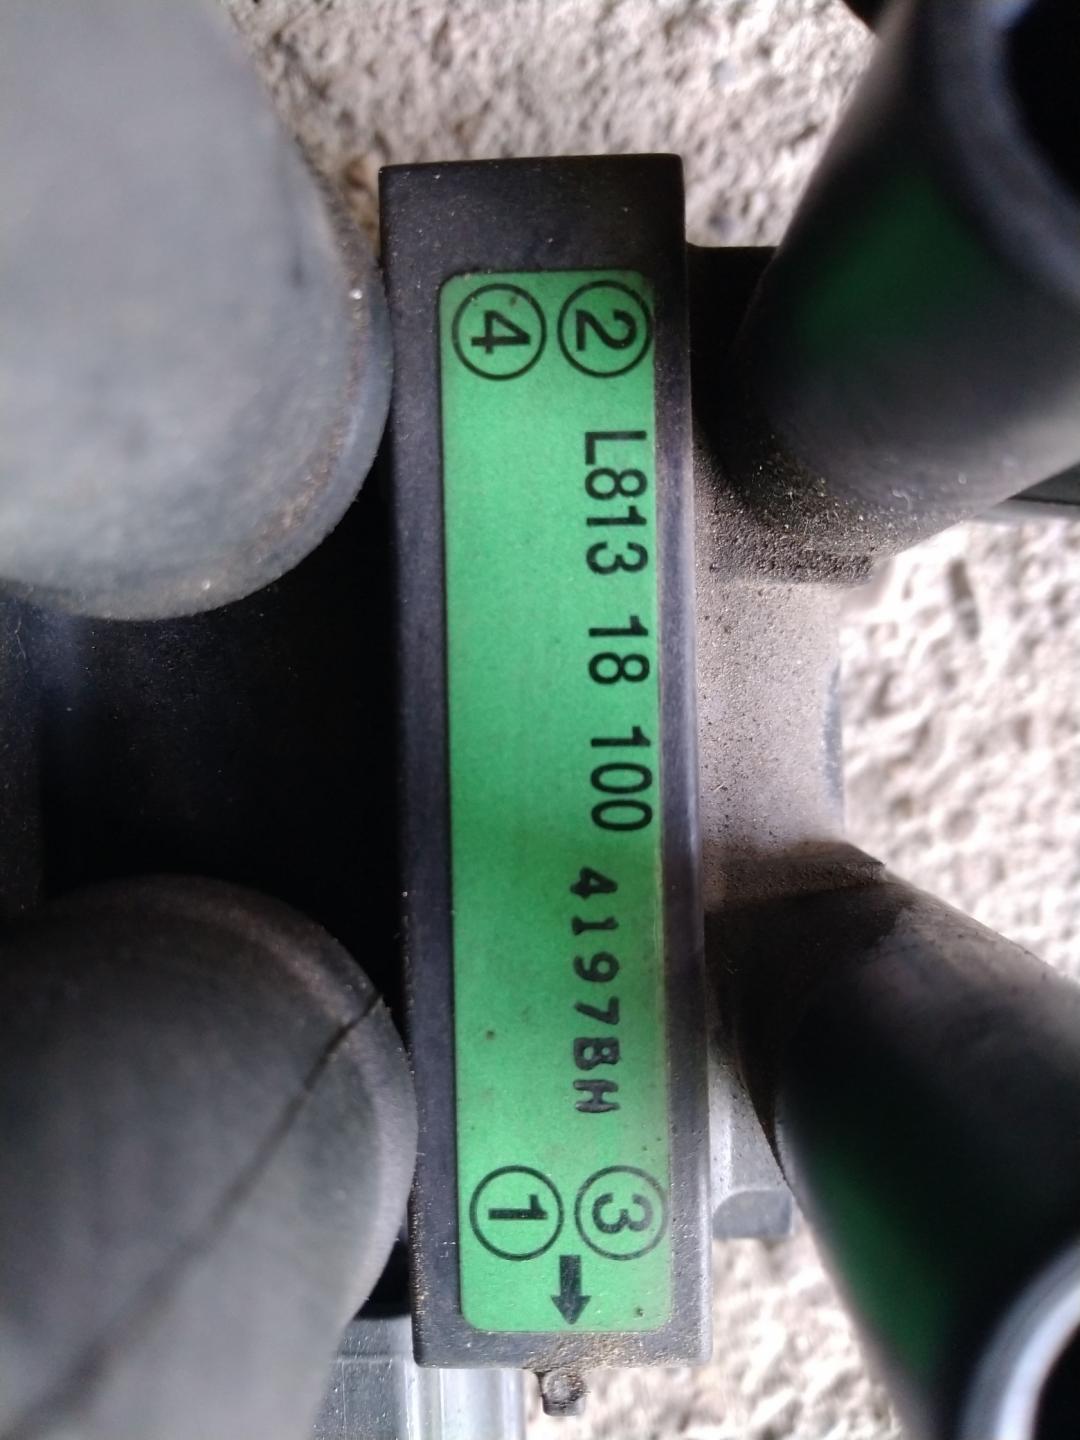 ② L813 18 100 4197BH ③
④ ①